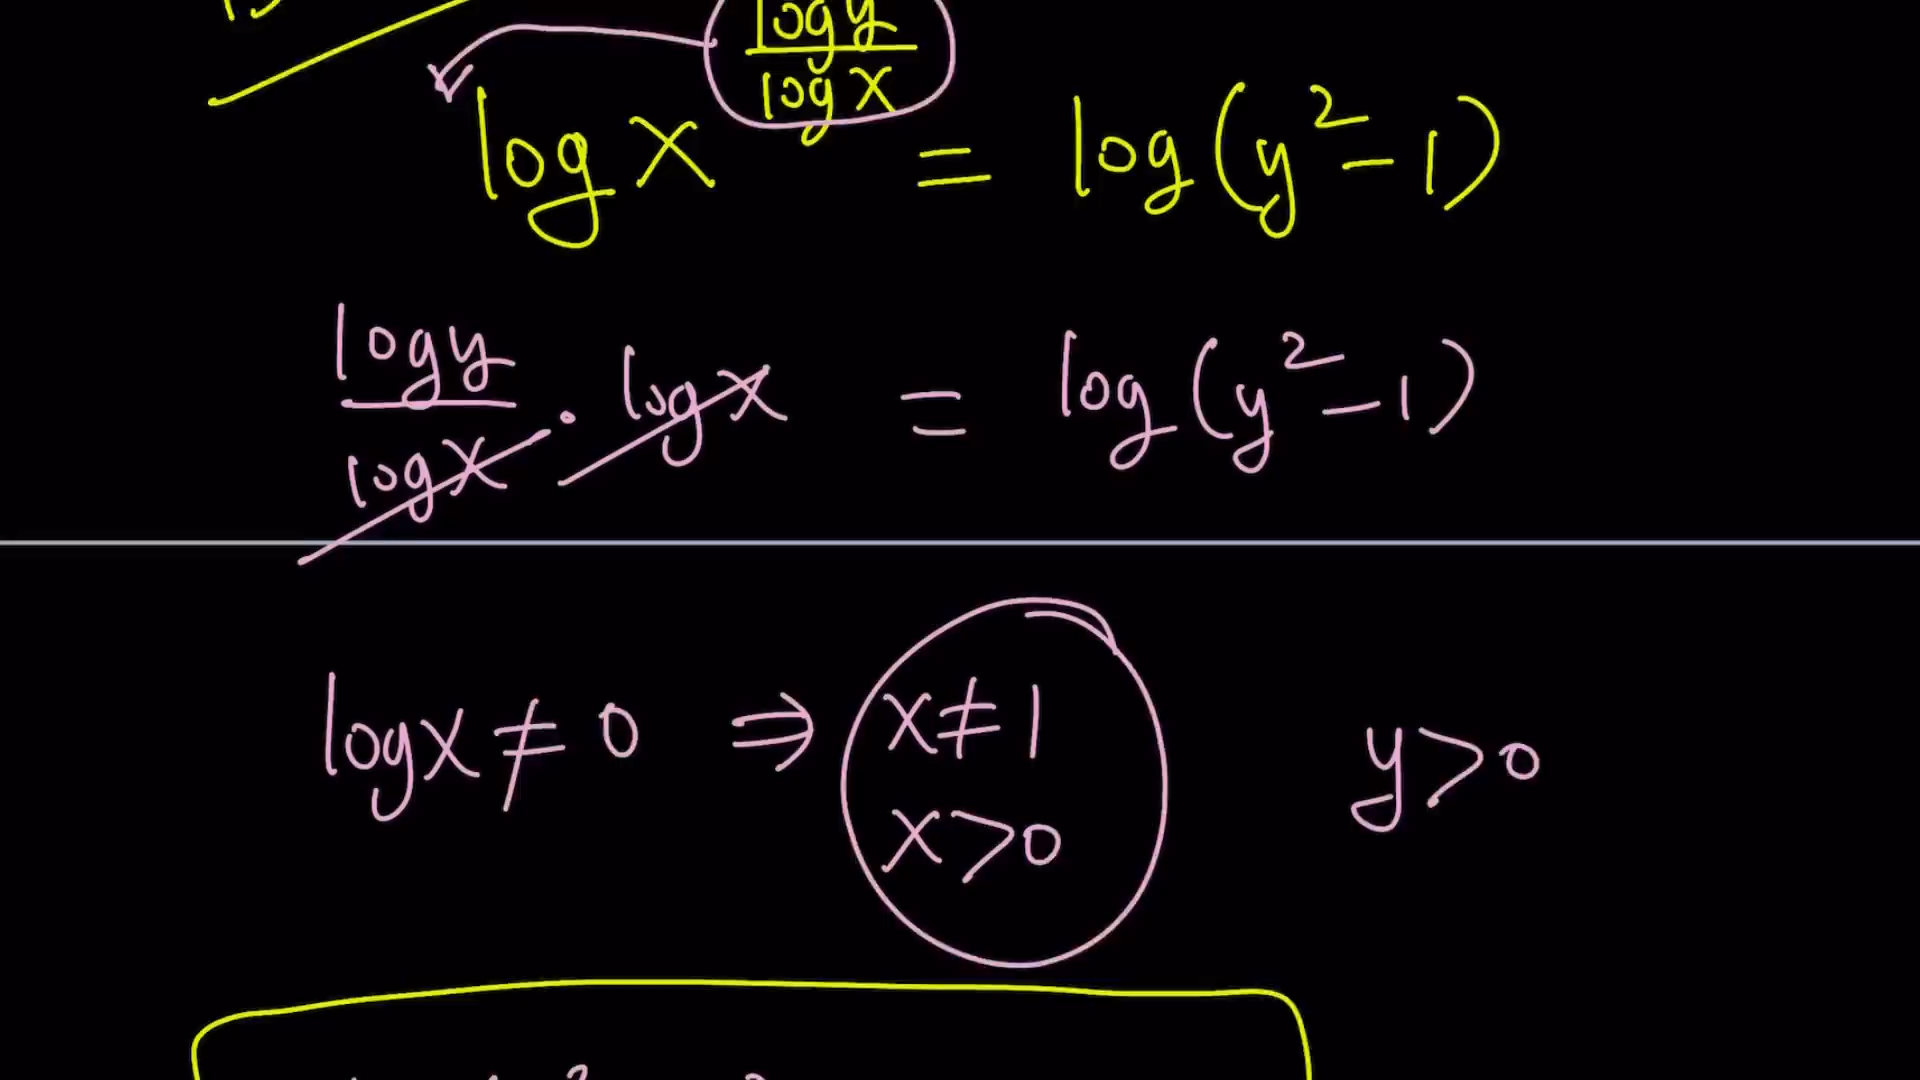 log x^(log y / log x) = log(y² - 1)
log y / log x · log x = log(y² - 1)
log x ≠ 0 ⇒ x ≠ 1
y > 0
x > 0